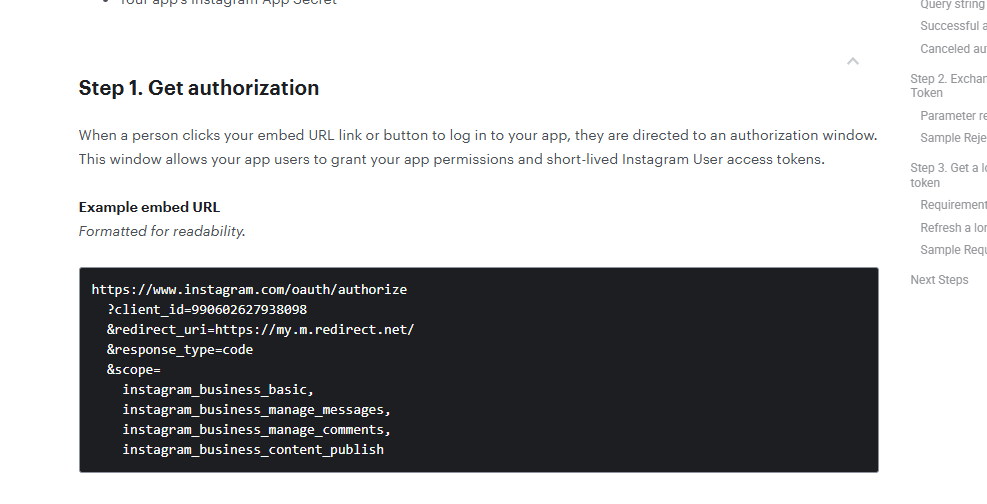 Your app's Instagram App Secret
Step 1. Get authorization
When a person clicks your embed URL link or button to log in to your app, they are directed to an authorization window.
This window allows your app users to grant your app permissions and short-lived Instagram User access tokens.
Example embed URL
Formatted for readability.
https://www.instagram.com/oauth/authorize
?client_id=990602627938098
&redirect_uri=https://my.m.redirect.net/
&response_type=code
&scope=
instagram_business_basic,
instagram_business_manage_messages,
instagram_business_manage_comments,
instagram_business_content_publish
Query string
Successful a
Canceled au
Step 2. Exchan
Token
Parameter re
Sample Reje
Step 3. Get a lo
token
Requirement
Refresh a lon
Sample Requ
Next Steps